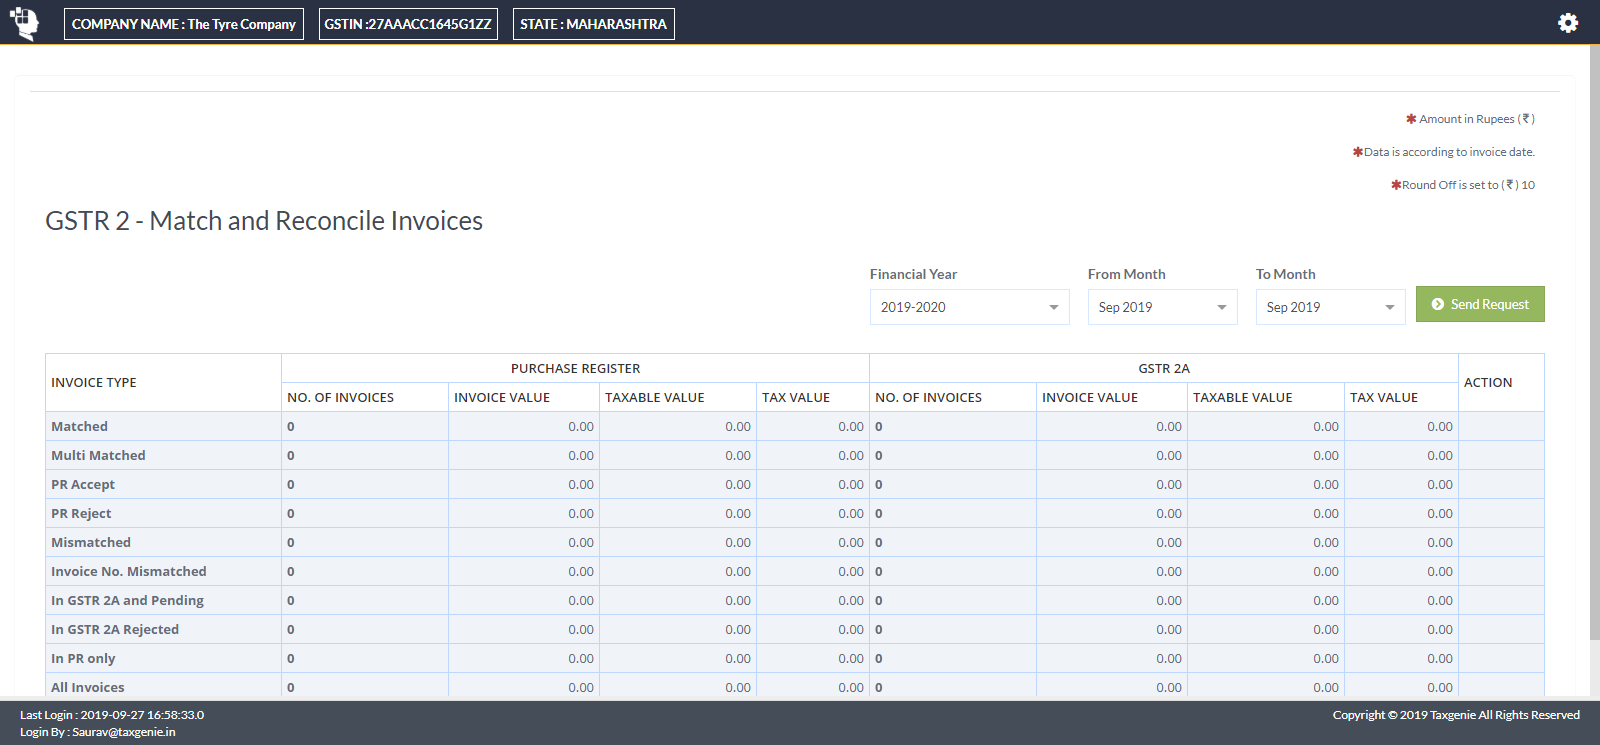 COMPANY NAME : The Tyre Company GSTIN :27AAACC1645G1ZZ STATE : MAHARASHTRA
✱ Amount in Rupees (₹)
✱Data is according to invoice date.
✱Round Off is set to (₹) 10
GSTR 2 - Match and Reconcile Invoices
Financial Year From Month To Month
2019-2020 Sep 2019 Sep 2019 Send Request
INVOICE TYPE PURCHASE REGISTER GSTR 2A ACTION
NO. OF INVOICES INVOICE VALUE TAXABLE VALUE TAX VALUE NO. OF INVOICES INVOICE VALUE TAXABLE VALUE TAX VALUE
Matched 0 0.00 0.00 0.00 0 0.00 0.00 0.00
Multi Matched 0 0.00 0.00 0.00 0 0.00 0.00 0.00
PR Accept 0 0.00 0.00 0.00 0 0.00 0.00 0.00
PR Reject 0 0.00 0.00 0.00 0 0.00 0.00 0.00
Mismatched 0 0.00 0.00 0.00 0 0.00 0.00 0.00
Invoice No. Mismatched 0 0.00 0.00 0.00 0 0.00 0.00 0.00
In GSTR 2A and Pending 0 0.00 0.00 0.00 0 0.00 0.00 0.00
In GSTR 2A Rejected 0 0.00 0.00 0.00 0 0.00 0.00 0.00
In PR only 0 0.00 0.00 0.00 0 0.00 0.00 0.00
All Invoices 0 0.00 0.00 0.00 0 0.00 0.00 0.00
Last Login : 2019-09-27 16:58:33.0 Copyright © 2019 Taxgenie All Rights Reserved
Login By : Saurav@taxgenie.in